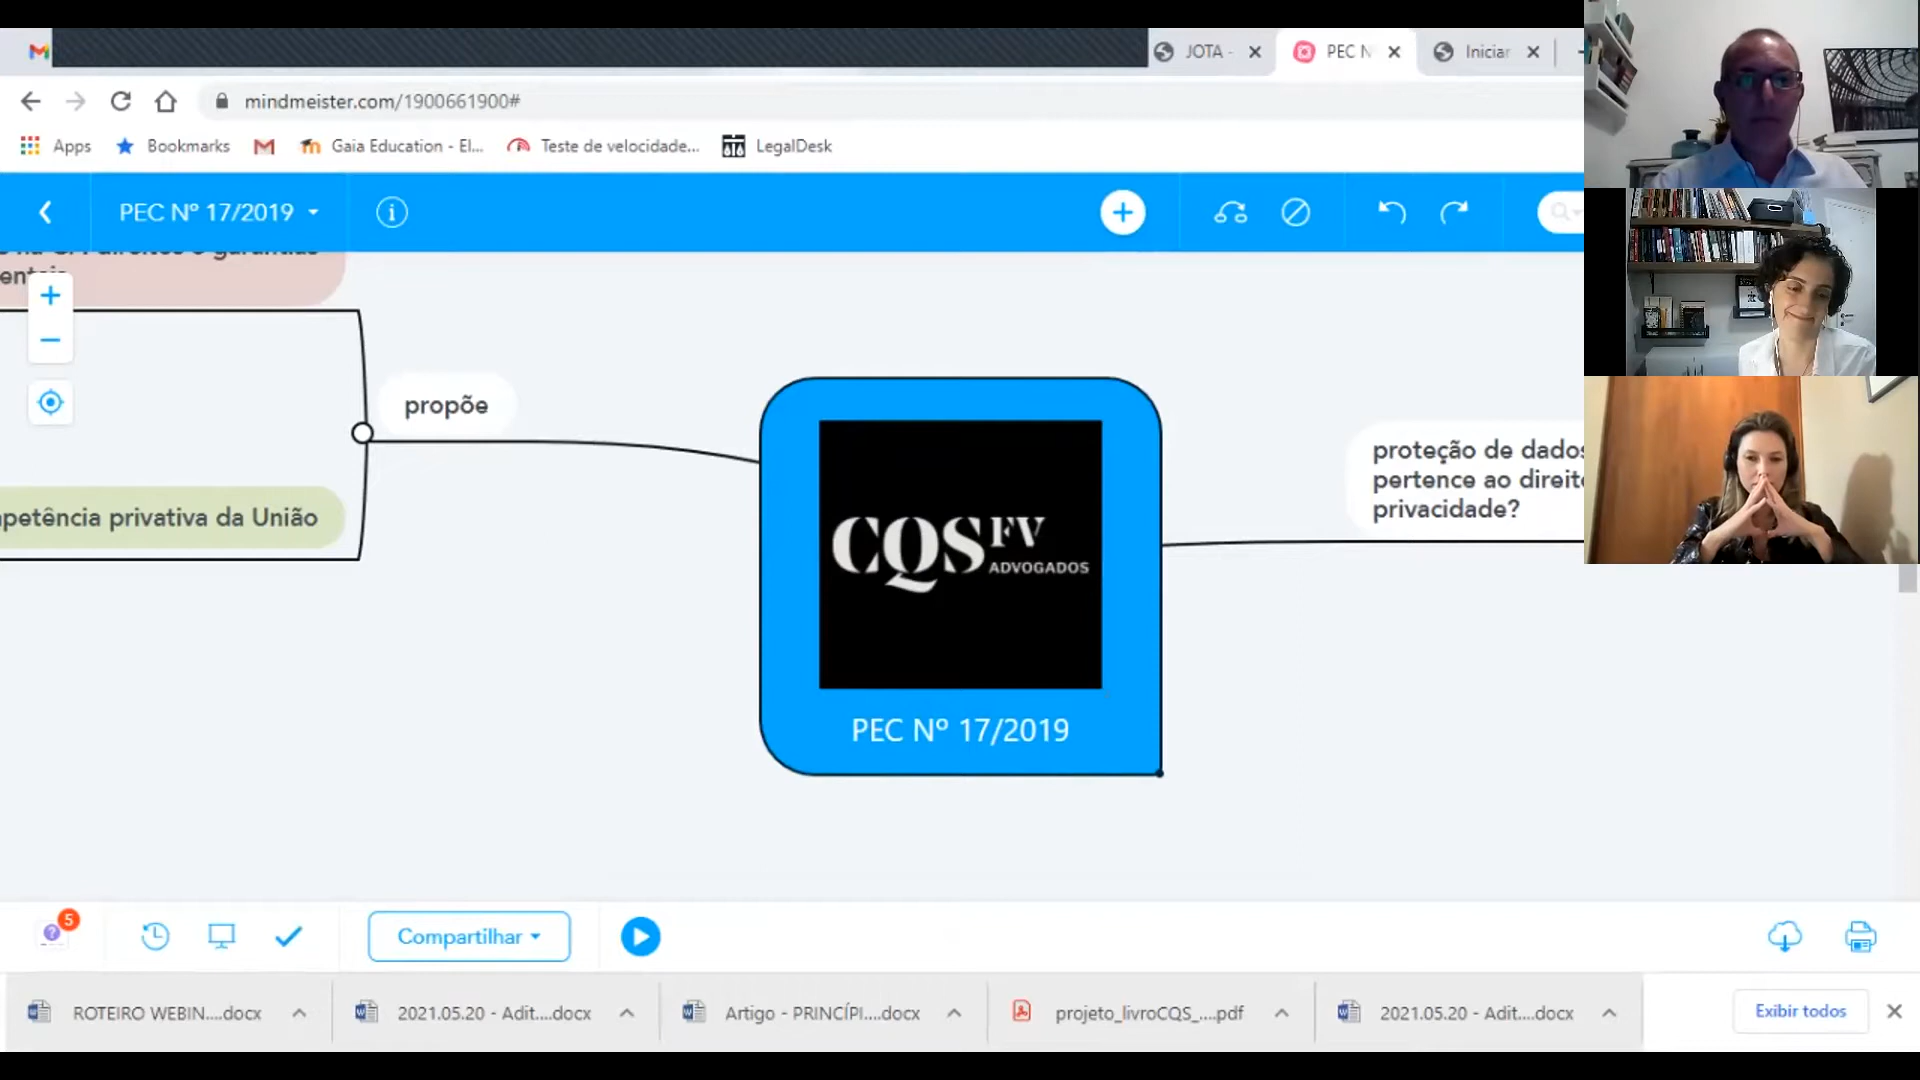 JOTA -
PEC N
Iniciar
mindmeister.com/1900661900#
Apps
Bookmarks
Gaia Education - El...
Teste de velocidade...
LegalDesk
PEC Nº 17/2019
propõe
petência privativa da União
CQS FV
ADVOGADOS
PEC Nº 17/2019
proteção de dados
pertence ao direito
privacidade?
5
Compartilhar
ROTEIRO WEBIN....docx
2021.05.20 - Adit....docx
Artigo - PRINCÍPI....docx
projeto_livroCQS_....pdf
2021.05.20 - Adit....docx
Exibir todos